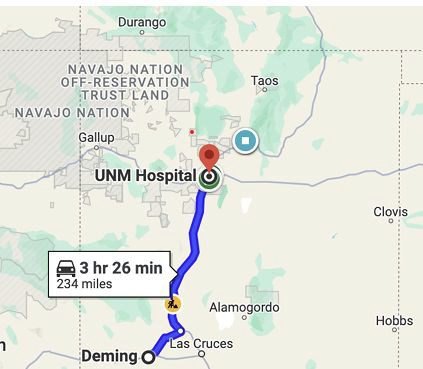 Durango
NAVAJO NATION
OFF-RESERVATION
TRUST LAND
Taos
NAVAJO NATION
Gallup
UNM Hospital
Clovis
3 hr 26 min
234 miles
Alamogordo
Hobbs
Las Cruces
Deming
n